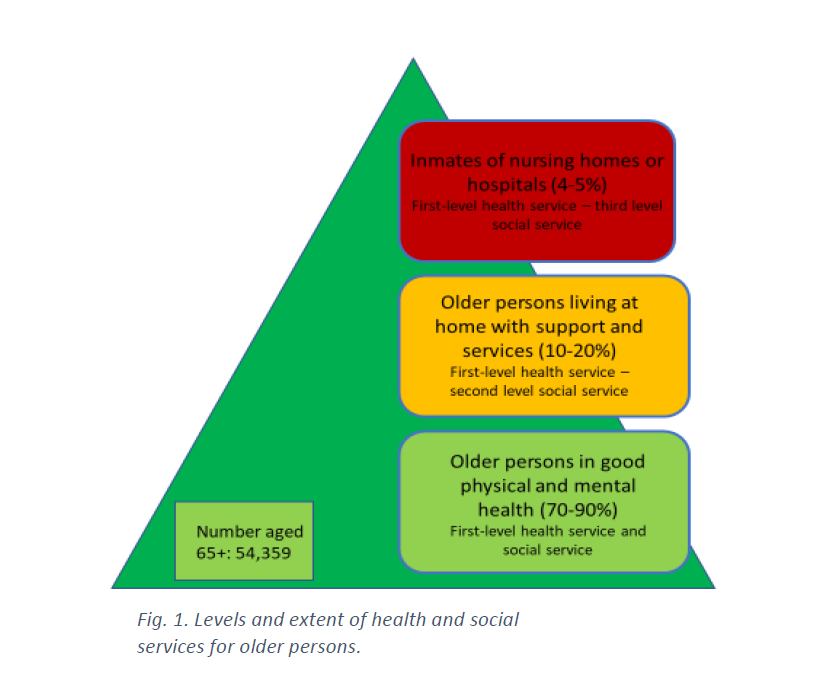 Inmates of nursing homes or
hospitals (4-5%)
First-level health service – third level
social service
Older persons living at
home with support and
services (10-20%)
First-level health service –
second level social service
Older persons in good
physical and mental
health (70-90%)
First-level health service and
social service
Number aged
65+: 54,359
Fig. 1. Levels and extent of health and social
services for older persons.